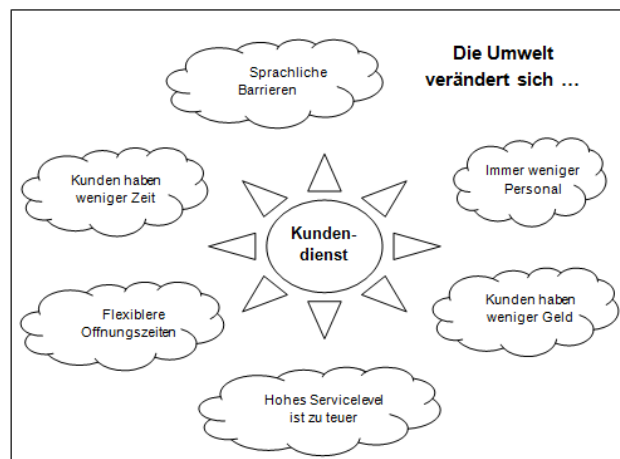 Die Umwelt
verändert sich ...
Sprachliche
Barrieren
Kunden haben
weniger Zeit
Immer weniger
Personal
Kunden-
dienst
Flexiblere
Öffnungszeiten
Kunden haben
weniger Geld
Hohes Servicelevel
ist zu teuer